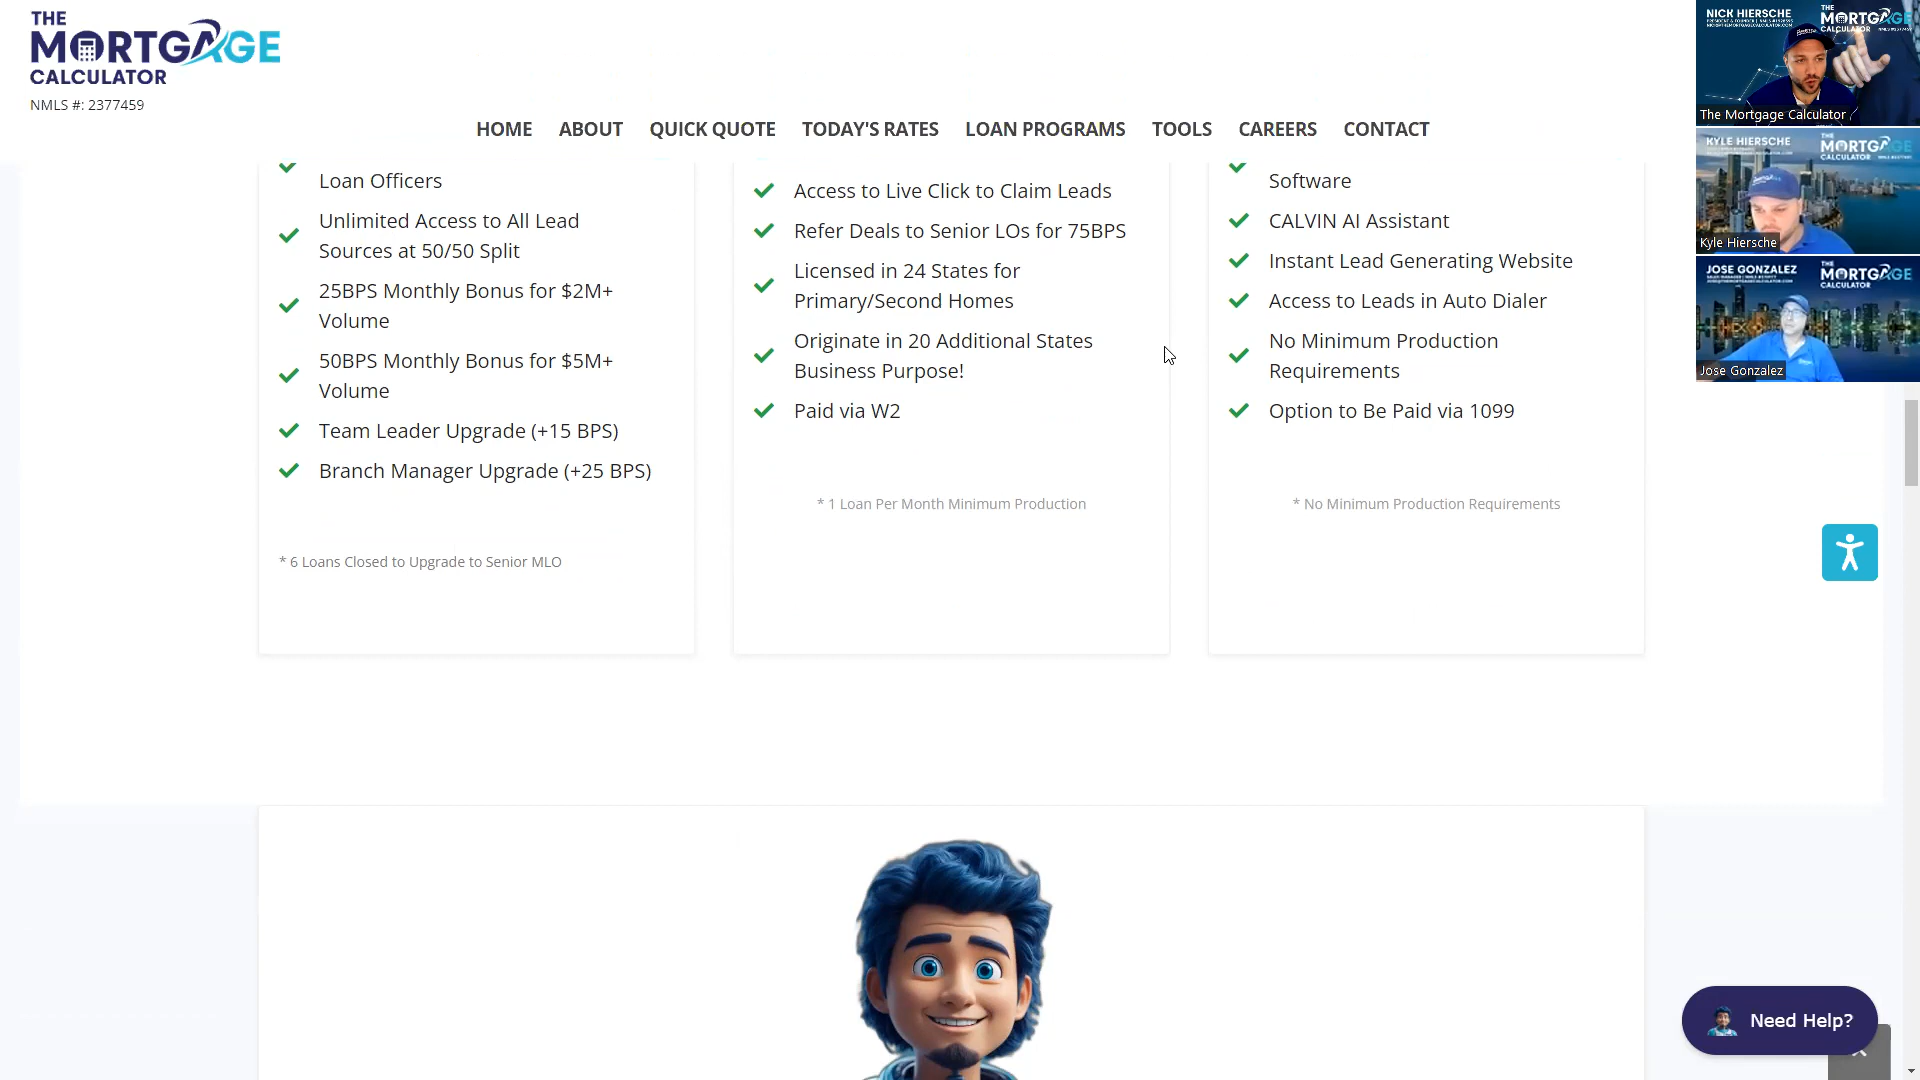 THE
MORTGAGE
CALCULATOR
NMLS #: 2377459
HOME ABOUT QUICK QUOTE TODAY'S RATES LOAN PROGRAMS TOOLS CAREERS CONTACT
Loan Officers
Unlimited Access to All Lead
Sources at 50/50 Split
25BPS Monthly Bonus for $2M+
Volume
50BPS Monthly Bonus for $5M+
Volume
Team Leader Upgrade (+15 BPS)
Branch Manager Upgrade (+25 BPS)
* 6 Loans Closed to Upgrade to Senior MLO
Access to Live Click to Claim Leads
Refer Deals to Senior LOs for 75BPS
Licensed in 24 States for
Primary/Second Homes
Originate in 20 Additional States
Business Purpose!
Paid via W2
* 1 Loan Per Month Minimum Production
Software
CALVIN AI Assistant
Instant Lead Generating Website
Access to Leads in Auto Dialer
No Minimum Production
Requirements
Option to Be Paid via 1099
* No Minimum Production Requirements
NICK HIERSCHE
THE
MORTGAGE
CALCULATOR
The Mortgage Calculator
KYLE HIERSCHE
THE
MORTGAGE
CALCULATOR
Kyle Hiersche
JOSE GONZALEZ
THE
MORTGAGE
CALCULATOR
Jose Gonzalez
Need Help?